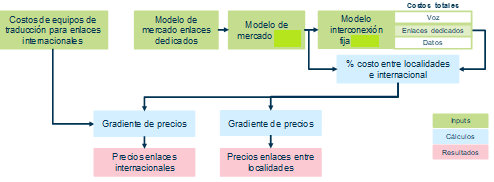 Costos totales
Costos de equipos de
traducción para enlaces
internacionales
Modelo de
mercado enlaces
dedicados
Modelo de
mercado
Modelo
interconexión
fija
Voz
Enlaces dedicados
Datos
% costo entre localidades
e internacional
Gradiente de precios
Gradiente de precios
Precios enlaces
internacionales
Precios enlaces entre
localidades
Inputs
Cálculos
Resultados